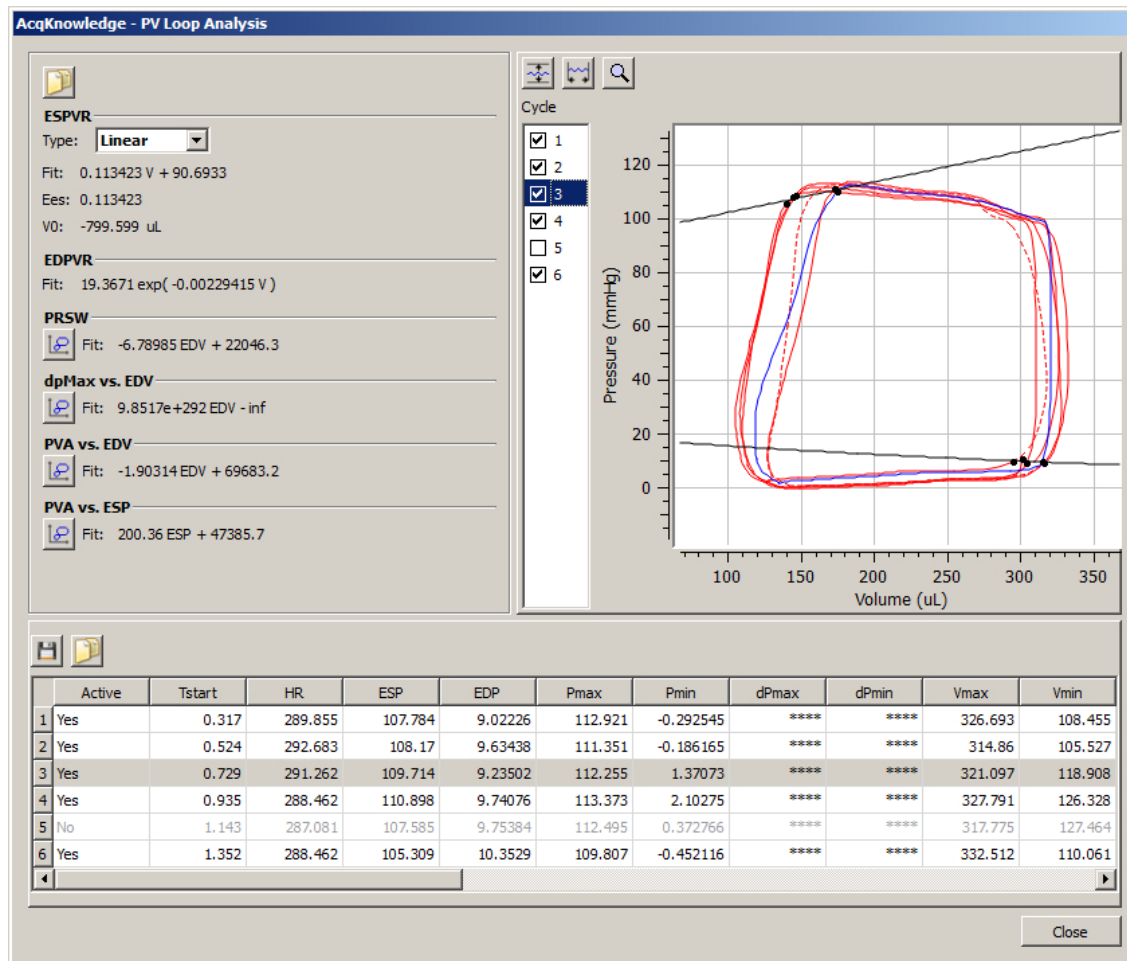 AcqKnowledge - PV Loop Analysis
ESPVR
Type: Linear
Fit: 0.113423 V + 90.6933
Ees: 0.113423
V0: -799.599 uL
EDPVR
Fit: 19.3671 exp( -0.00229415 V )
PRSW
Fit: -6.78985 EDV + 22046.3
dpMax vs. EDV
Fit: 9.8517e+292 EDV - inf
PVA vs. EDV
Fit: -1.90314 EDV + 69683.2
PVA vs. ESP
Fit: 200.36 ESP + 47385.7
Cycle
1
2
3
4
5
6
Pressure (mmHg)
120
100
80
60
40
20
0
100 150 200 250 300 350
Volume (uL)
Active Tstart HR ESP EDP Pmax Pmin dPmax dPmin Vmax Vmin
1 Yes 0.317 289.855 107.784 9.02226 112.921 -0.292545 **** **** 326.693 108.455
2 Yes 0.524 292.683 108.17 9.63438 111.351 -0.186165 **** **** 314.86 105.527
3 Yes 0.729 291.262 109.714 9.23502 112.255 1.37073 **** **** 321.097 118.908
4 Yes 0.935 288.462 110.898 9.74076 113.373 2.10275 **** **** 327.791 126.328
5 No 1.143 287.081 107.585 9.75384 112.495 0.372766 **** **** 317.775 127.464
6 Yes 1.352 288.462 105.309 10.3529 109.807 -0.452116 **** **** 332.512 110.061
Close